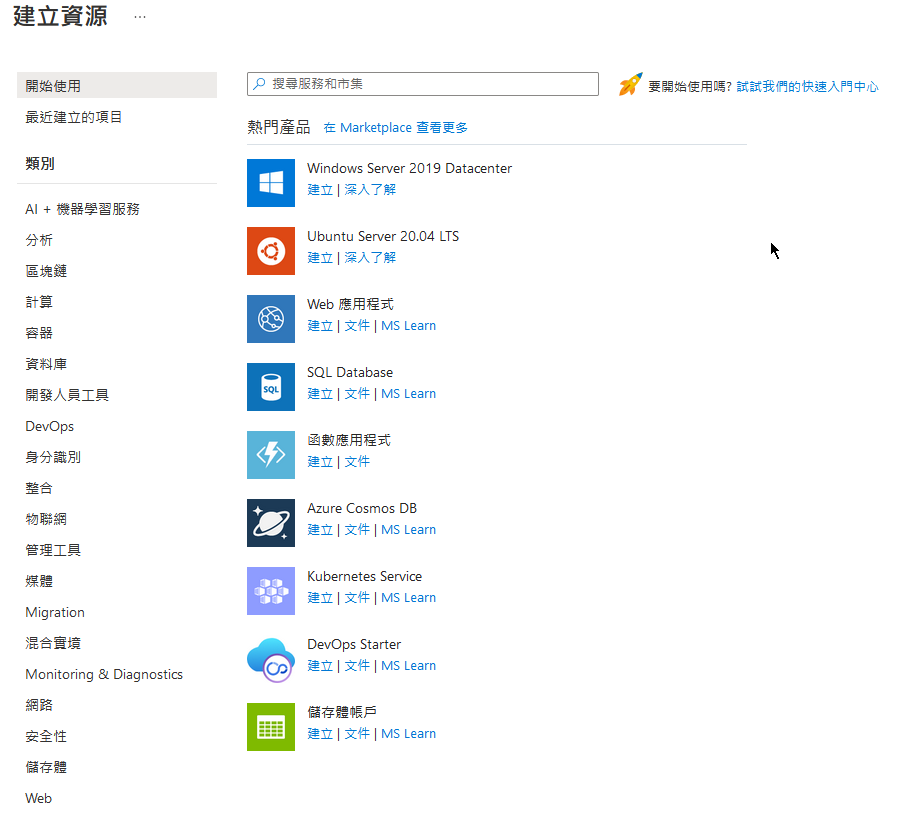 建立資源 ...
開始使用
最近建立的項目
類別
AI + 機器學習服務
分析
區塊鏈
計算
容器
資料庫
開發人員工具
DevOps
身分識別
整合
物聯網
管理工具
媒體
Migration
混合實境
Monitoring & Diagnostics
網路
安全性
儲存體
Web
搜尋服務和市集
要開始使用嗎? 試試我們的快速入門中心
熱門產品 在 Marketplace 查看更多
Windows Server 2019 Datacenter
建立 | 深入了解
Ubuntu Server 20.04 LTS
建立 | 深入了解
Web 應用程式
建立 | 文件 | MS Learn
SQL
SQL Database
建立 | 文件 | MS Learn
函數應用程式
建立 | 文件
Azure Cosmos DB
建立 | 文件 | MS Learn
Kubernetes Service
建立 | 文件 | MS Learn
DevOps Starter
建立 | 文件 | MS Learn
儲存體帳戶
建立 | 文件 | MS Learn